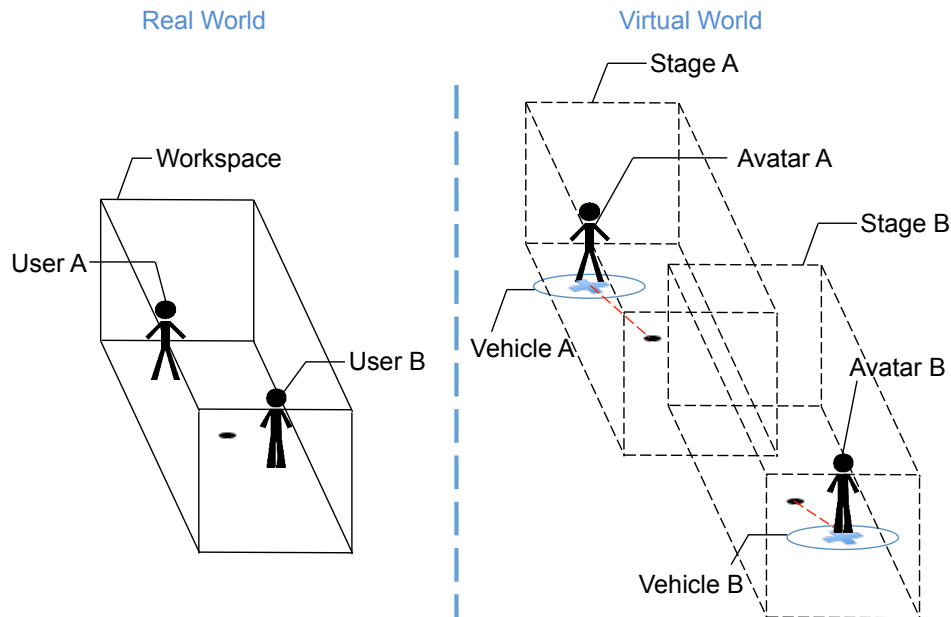 Real World
Virtual World
Stage A
Workspace
Avatar A
Stage B
User A
Vehicle A
User B
Avatar B
Vehicle B